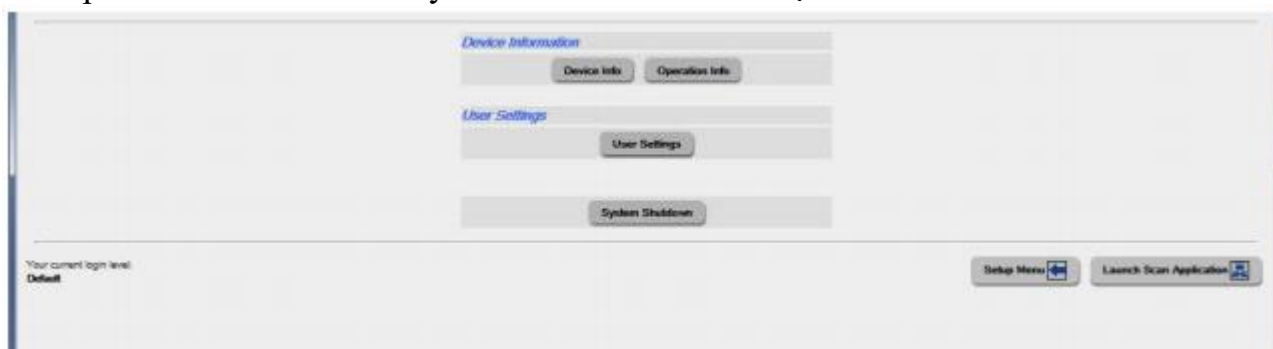 Device Information
Device Info Operation Info
User Settings
User Settings
System Shutdown
Your current login level:
Default
Setup Menu Launch Scan Application